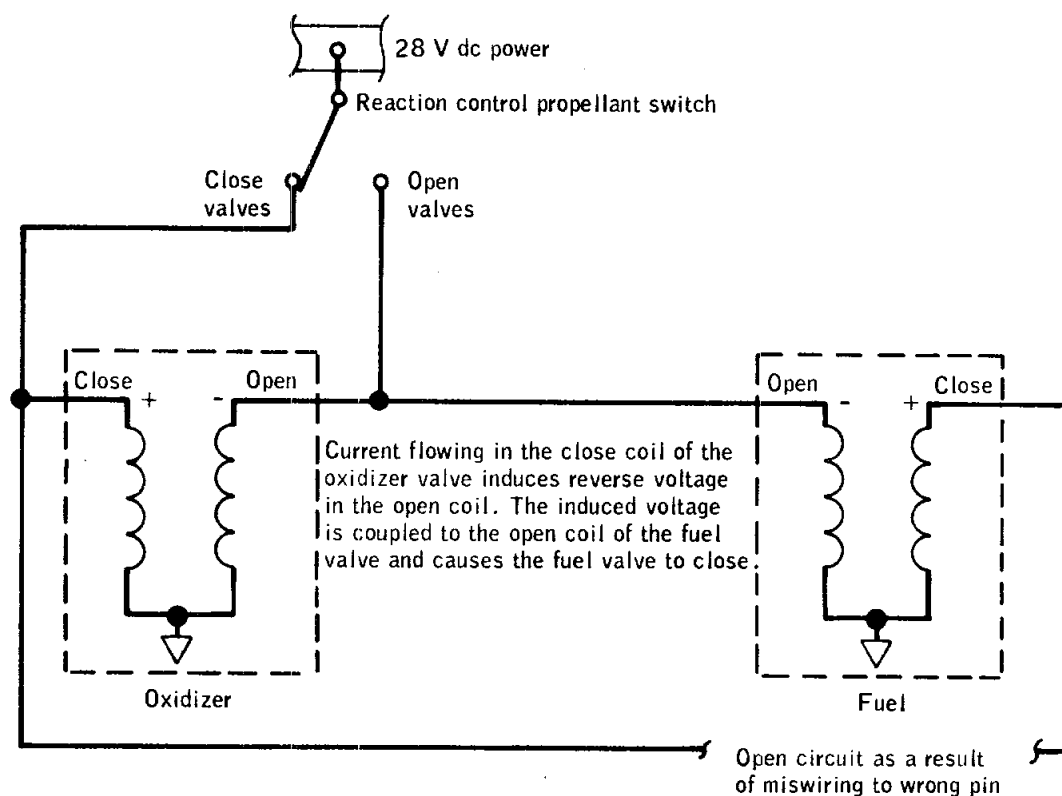 28 V dc power
Reaction control propellant switch
Close
valves
Open
valves
Close
+
-
Open
Open
-
+
Close
Current flowing in the close coil of the
oxidizer valve induces reverse voltage
in the open coil. The induced voltage
is coupled to the open coil of the fuel
valve and causes the fuel valve to close.
Oxidizer
Fuel
Open circuit as a result
of miswiring to wrong pin